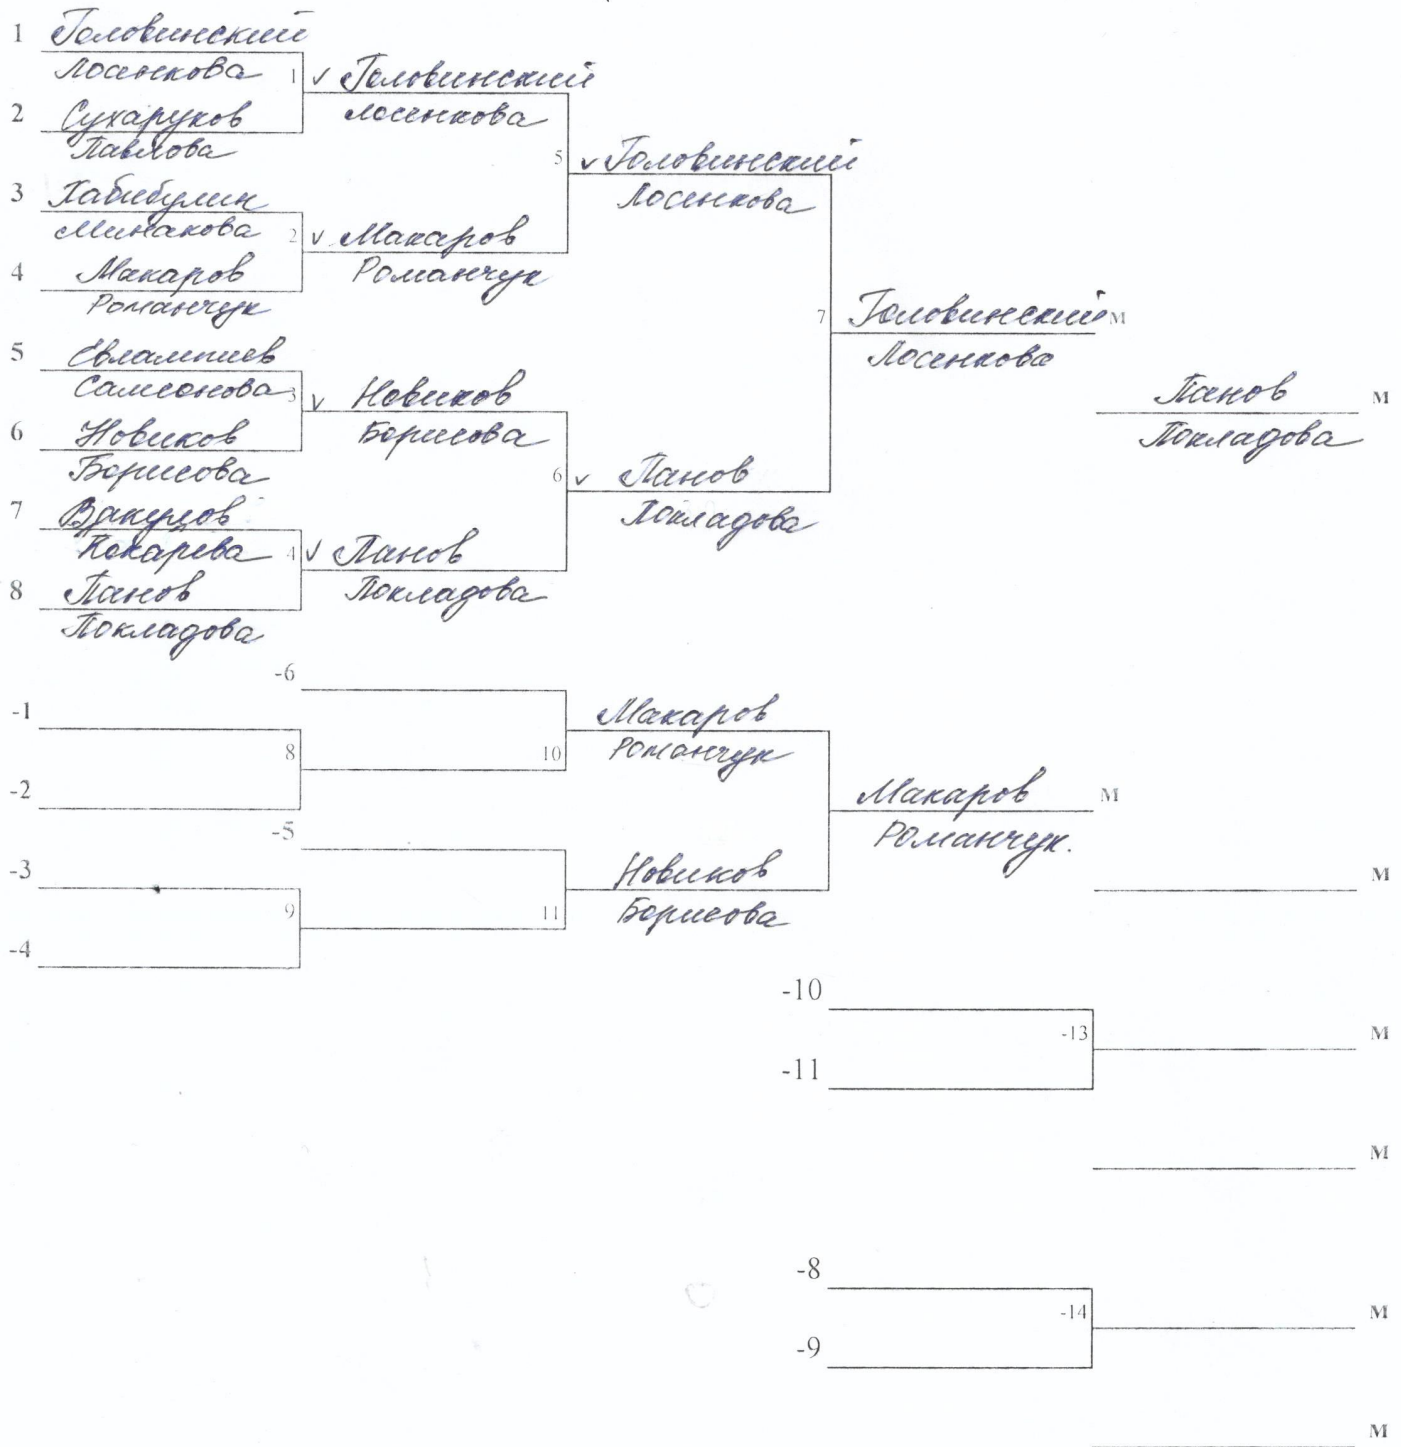 1 Головинский
Лосенкова 1 v Головинский
2 Сухаруков Лосенкова
Павлова 5 v Головинский
3 Хабибулин Лосенкова
Минакова 2 v Макаров
4 Макаров Романчук
Романчук 7 Головинский М
5 Евлампиев Лосенкова
Самсонова 3 v Новиков Панов М
6 Новиков Борисова Покладова
Борисова 6 v Панов
7 Вакулов Покладова
Кокарева 4 v Панов
8 Панов Покладова
Покладова
-6
-1 Макаров
8 10 Романчук
-2 Макаров М
-5 Романчук.
-3 Новиков М
9 11 Борисова
-4
-10
-13 М
-11
М
-8
-14 М
-9
М